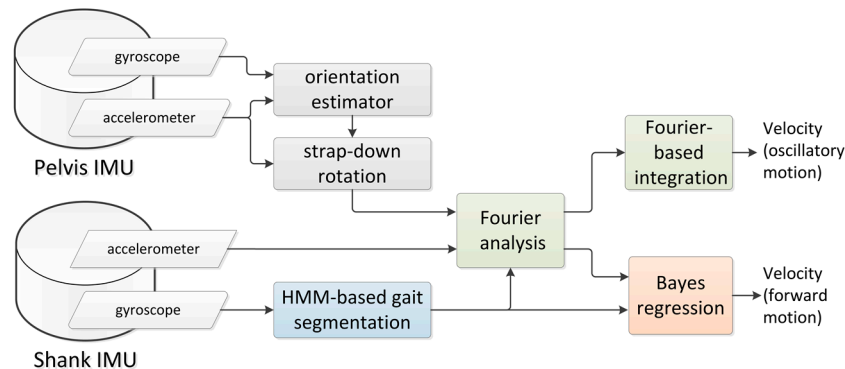 gyroscope
accelerometer
Pelvis IMU
orientation
estimator
strap-down
rotation
accelerometer
gyroscope
Shank IMU
HMM-based gait
segmentation
Fourier
analysis
Fourier-
based
integration
Velocity
(oscillatory
motion)
Bayes
regression
Velocity
(forward
motion)